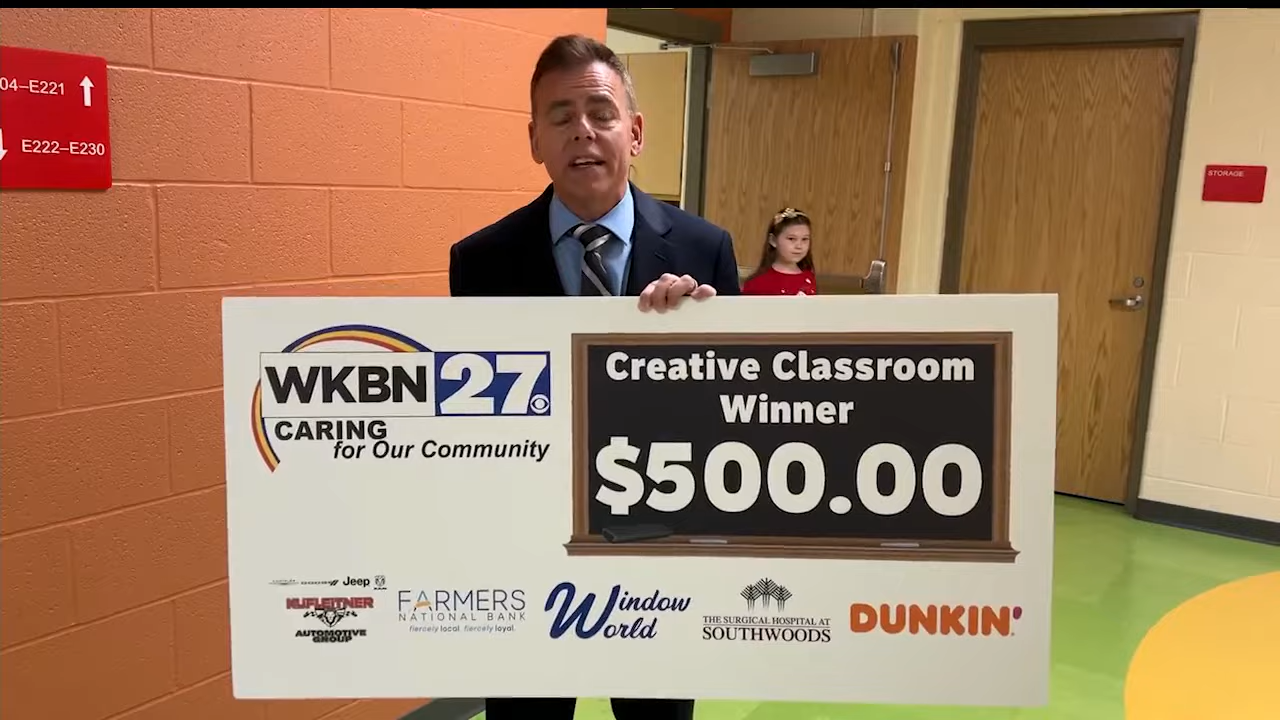 04–E221
E222–E230
STORAGE
WKBN 27
CARING
for Our Community
Creative Classroom
Winner
$500.00
Jeep
AUTOMOTIVE
GROUP
FARMERS
NATIONAL BANK
fiercely local. fiercely loyal.
Window
World
THE SURGICAL HOSPITAL AT
SOUTHWOODS
DUNKIN'